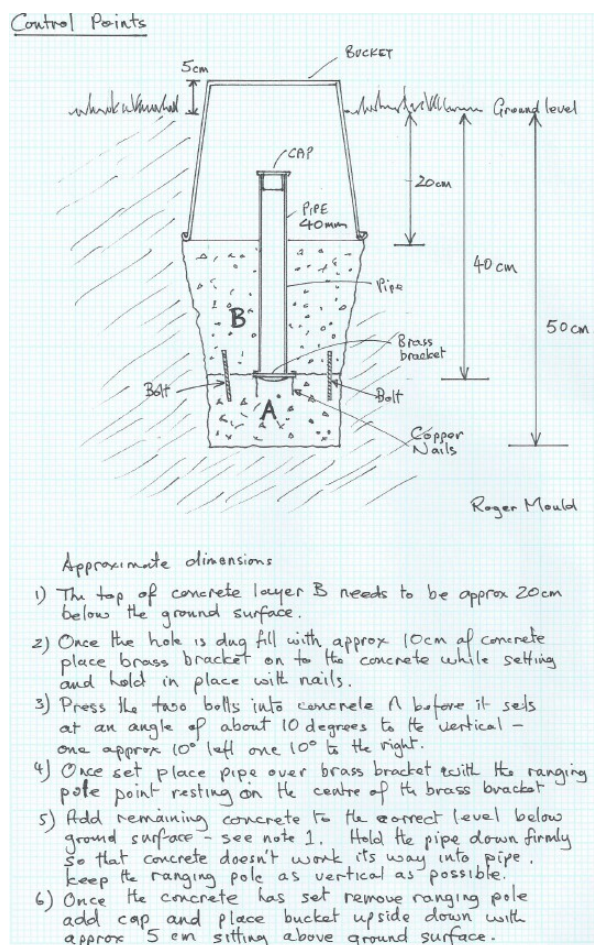 Control Points
BUCKET
5cm
Ground level
CAP
20cm
PIPE
40mm
40 cm
Pipe
B
50cm
Brass
bracket
Bolt
Bolt
A
Copper
Nails
Roger Mould
Approximate dimensions
1) The top of concrete layer B needs to be approx 20cm
below the ground surface.
2) Once the hole is dug fill with approx 10cm of concrete
place brass bracket on to the concrete while setting
and hold in place with nails.
3) Press the two bolts into concrete A before it sets
at an angle of about 10 degrees to the vertical –
one approx 10° left one 10° to the right.
4) Once set place pipe over brass bracket with the ranging
pole point resting on the centre of the brass bracket
5) Add remaining concrete to the correct level below
ground surface – see note 1. Hold the pipe down firmly
so that concrete doesn't work its way into pipe.
keep the ranging pole as vertical as possible.
6) Once the concrete has set remove ranging pole
add cap and place bucket upside down with
approx 5 cm sitting above ground surface.